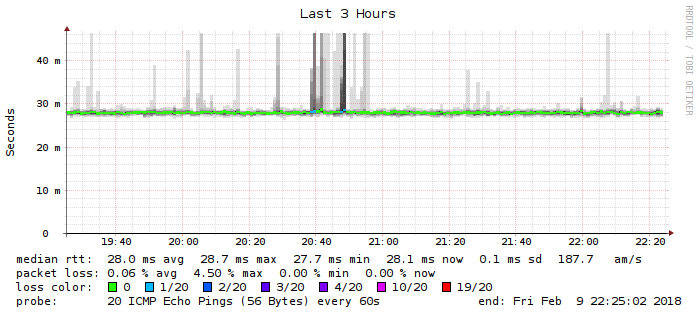 Last 3 Hours
RRDTOOL / TOBI OETIKER
Seconds
40 m
30 m
20 m
10 m
0
19:40 20:00 20:20 20:40 21:00 21:20 21:40 22:00 22:20
median rtt: 28.0 ms avg 28.7 ms max 27.7 ms min 28.1 ms now 0.1 ms sd 187.7 am/s
packet loss: 0.06 % avg 4.50 % max 0.00 % min 0.00 % now
loss color: 0 1/20 2/20 3/20 4/20 10/20 19/20
probe: 20 ICMP Echo Pings (56 Bytes) every 60s end: Fri Feb 9 22:25:02 2018